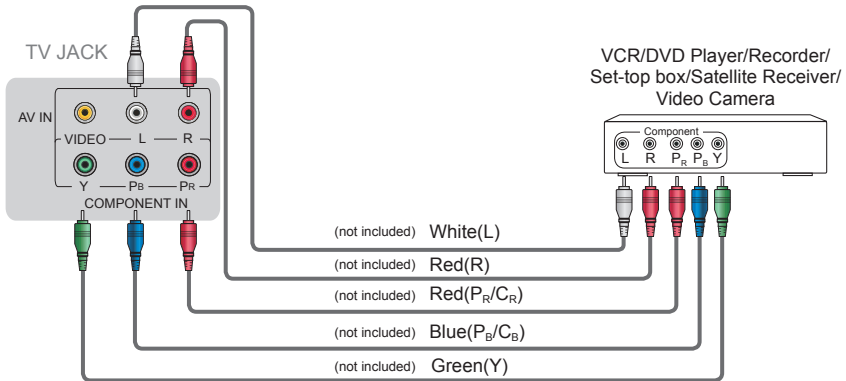 TV JACK
VCR/DVD Player/Recorder/
Set-top box/Satellite Receiver/
Video Camera
AV IN
VIDEO L R
Y PB PR
COMPONENT IN
Component
L R PR PB Y
(not included) White(L)
(not included) Red(R)
(not included) Red(PR/CR)
(not included) Blue(PB/CB)
(not included) Green(Y)